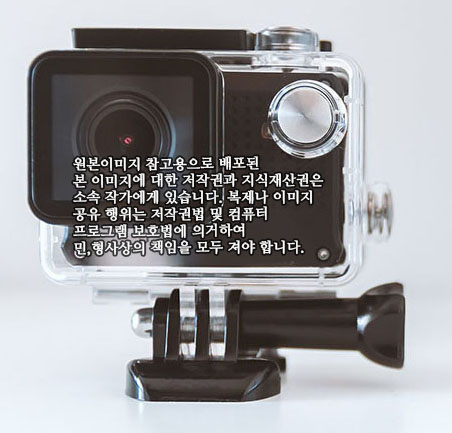 원본이미지 참고용으로 배포된
본 이미지에 대한 저작권과 지식재산권은
소속 작가에게 있습니다. 복제나 이미지
공유 행위는 저작권법 및 컴퓨터
프로그램 보호법에 의거하여
민,형사상의 책임을 모두 져야 합니다.